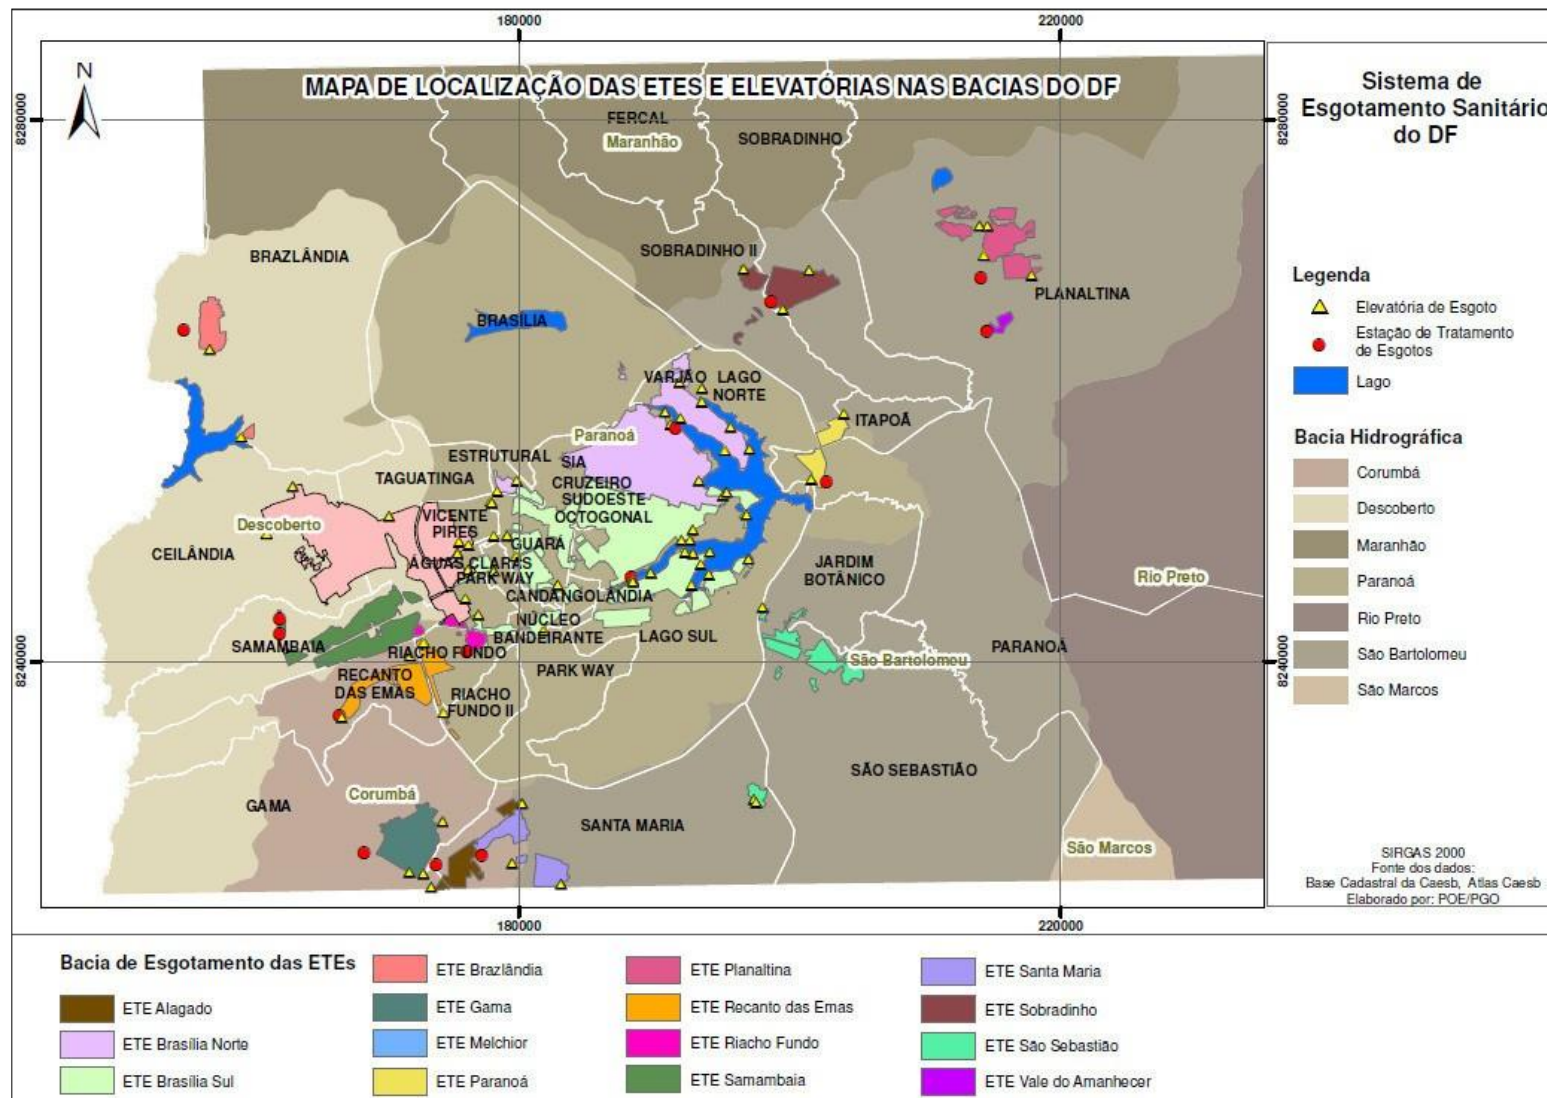 180000
220000
N
MAPA DE LOCALIZAÇÃO DAS ETES E ELEVATÓRIAS NAS BACIAS DO DF
8280000
8280000
FERCAL
Maranhão
SOBRADINHO
BRAZLÂNDIA
SOBRADINHO II
PLANALTINA
BRASÍLIA
VARJÃO
LAGO
NORTE
ITAPOÃ
Paranoá
ESTRUTURAL
SIA
TAGUATINGA
CRUZEIRO
SUDOESTE
OCTOGONAL
VICENTE
PIRES
Descoberto
CEILÂNDIA
GUARÁ
ÁGUAS CLARAS
PARK WAY
JARDIM
BOTÂNICO
Rio Preto
CANDANGOLÂNDIA
NÚCLEO
BANDEIRANTE
LAGO SUL
SAMAMBAIA
RIACHO FUNDO
PARANOÁ
São Bartolomeu
8240000
8240000
RECANTO
DAS EMAS
PARK WAY
RIACHO
FUNDO II
SÃO SEBASTIÃO
GAMA
Corumbá
SANTA MARIA
São Marcos
180000
220000
Sistema de
Esgotamento Sanitário
do DF
Legenda
Elevatória de Esgoto
Estação de Tratamento
de Esgotos
Lago
Bacia Hidrográfica
Corumbá
Descoberto
Maranhão
Paranoá
Rio Preto
São Bartolomeu
São Marcos
SIRGAS 2000
Fonte dos dados:
Base Cadastral da Caesb, Atlas Caesb
Elaborado por: POE/PGO
Bacia de Esgotamento das ETEs
ETE Alagado
ETE Brasília Norte
ETE Brasília Sul
ETE Brazlândia
ETE Gama
ETE Melchior
ETE Paranoá
ETE Planaltina
ETE Recanto das Emas
ETE Riacho Fundo
ETE Samambaia
ETE Santa Maria
ETE Sobradinho
ETE São Sebastião
ETE Vale do Amanhecer